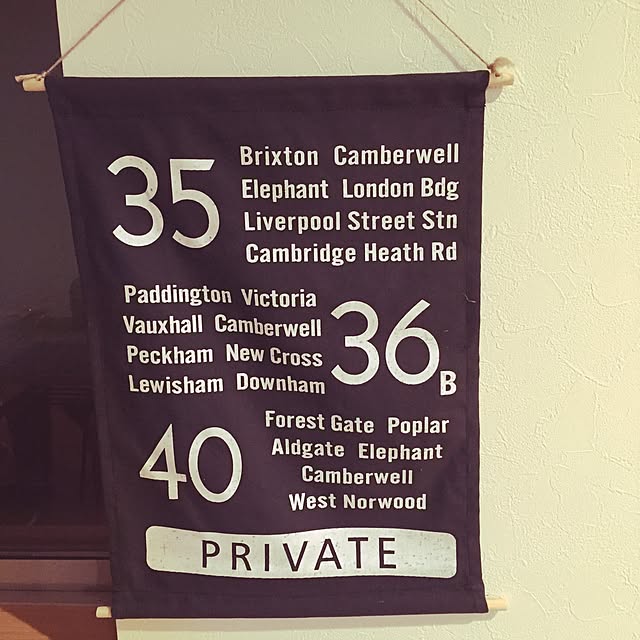 35
Brixton Camberwell
Elephant London Bdg
Liverpool Street Stn
Cambridge Heath Rd
Paddington Victoria
Vauxhall Camberwell
Peckham New Cross
Lewisham Downham
36B
40
Forest Gate Poplar
Aldgate Elephant
Camberwell
West Norwood
PRIVATE